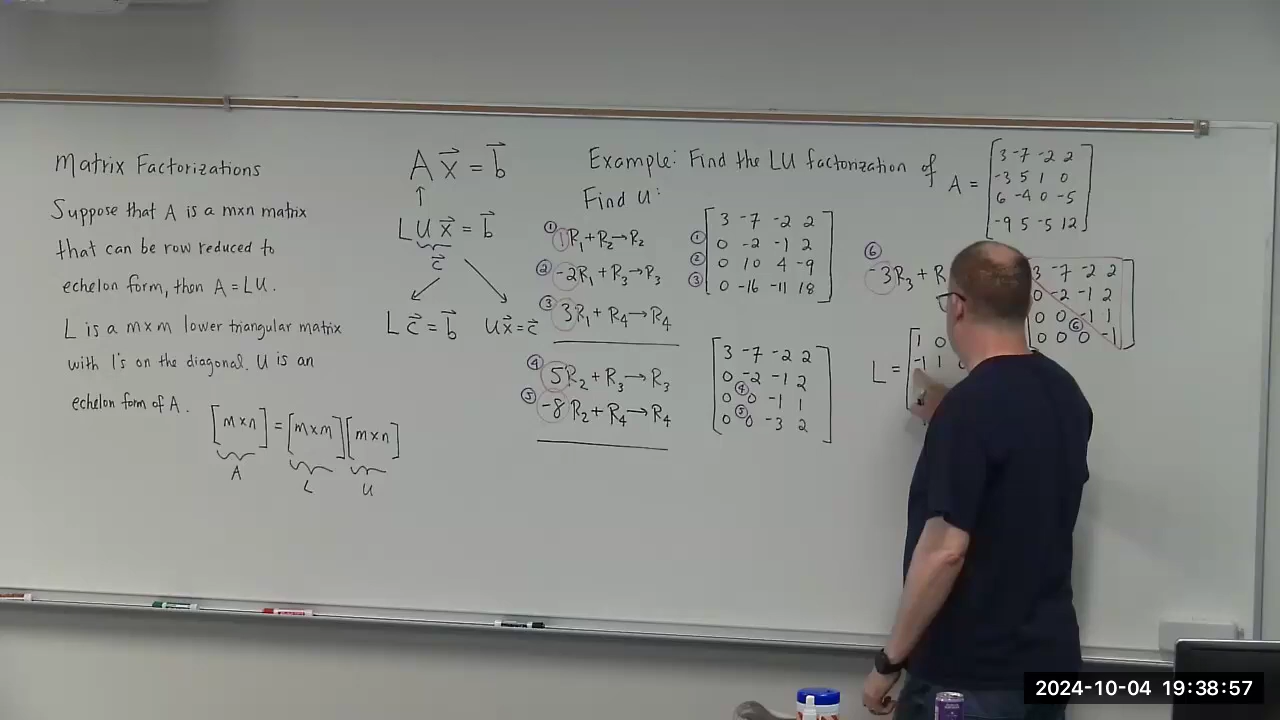 Matrix Factorizations
Suppose that A is a m×n matrix
that can be row reduced to
echelon form, then A = LU.
L is a m×m lower triangular matrix
with 1's on the diagonal. U is an
echelon form of A.
[m×n] = [m×m][m×n]
A L U
A x⃗ = b⃗
↑
LU x⃗ = b⃗
c⃗
L c⃗ = b⃗ U x⃗ = c⃗
Example: Find the LU factorization of A =
3 -7 -2 2
-3 5 1 0
6 -4 0 -5
-9 5 -5 12
Find U:
① 1R₁ + R₂ → R₂
② -2R₁ + R₃ → R₃
③ 3R₁ + R₄ → R₄
3 -7 -2 2
① 0 -2 -1 2
② 0 10 4 -9
③ 0 -16 -11 18
④ 5R₂ + R₃ → R₃
⑤ -8R₂ + R₄ → R₄
3 -7 -2 2
0 -2 -1 2
0 ④ 0 -1 1
0 ⑤ 0 -3 2
⑥
-3R₃ + R
3 -7 -2 2
0 -2 -1 2
0 0 -1 1
0 0 ⑥ 0 -1
L =
1 0
-1 1
2024-10-04 19:38:57